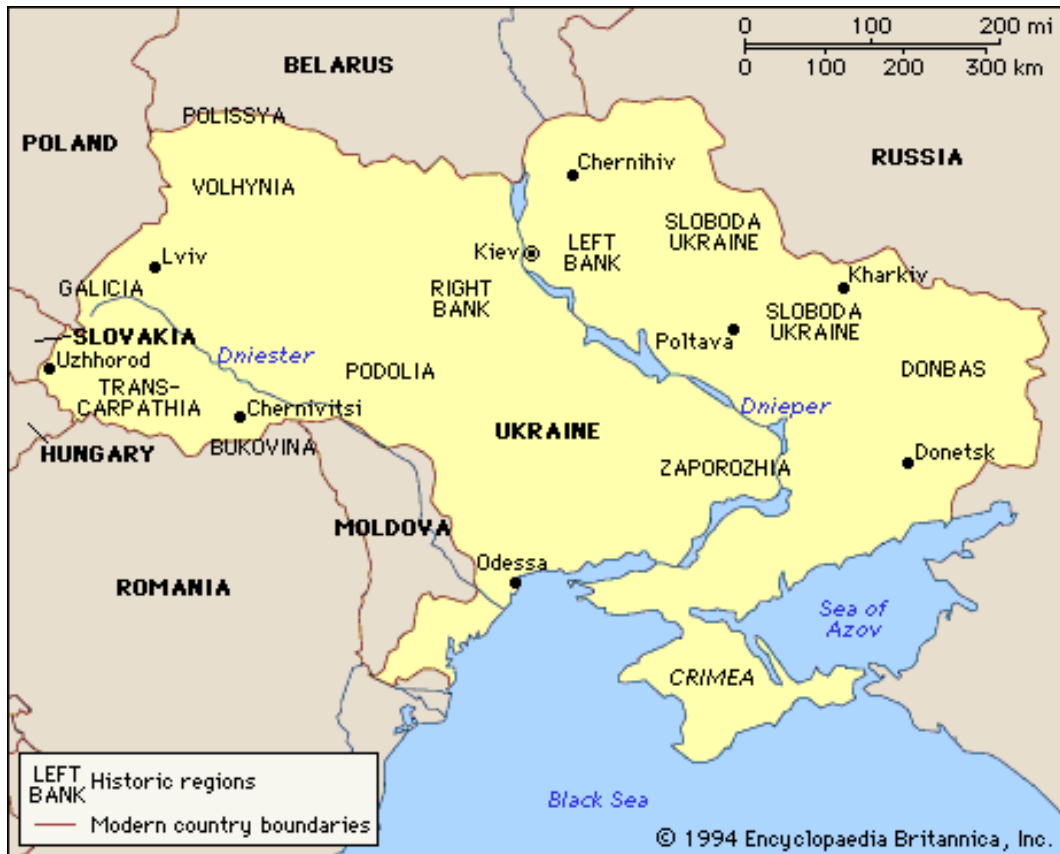 0 100 200 mi
0 100 200 300 km
BELARUS
POLISSYA
POLAND
RUSSIA
Chernihiv
VOLHYNIA
SLOBODA
UKRAINE
LEFT
BANK
Kiev
Lviv
Kharkiv
GALICIA
RIGHT
BANK
SLOBODA
UKRAINE
SLOVAKIA
Poltava
Dniester
Uzhhorod
PODOLIA
DONBAS
TRANS-
CARPATHIA
Chernivitsi
Dnieper
UKRAINE
BUKOVINA
HUNGARY
Donetsk
ZAPOROZHIA
MOLDOVA
Odessa
ROMANIA
Sea of
Azov
CRIMEA
LEFT
BANK
Historic regions
Modern country boundaries
Black Sea
© 1994 Encyclopaedia Britannica, Inc.